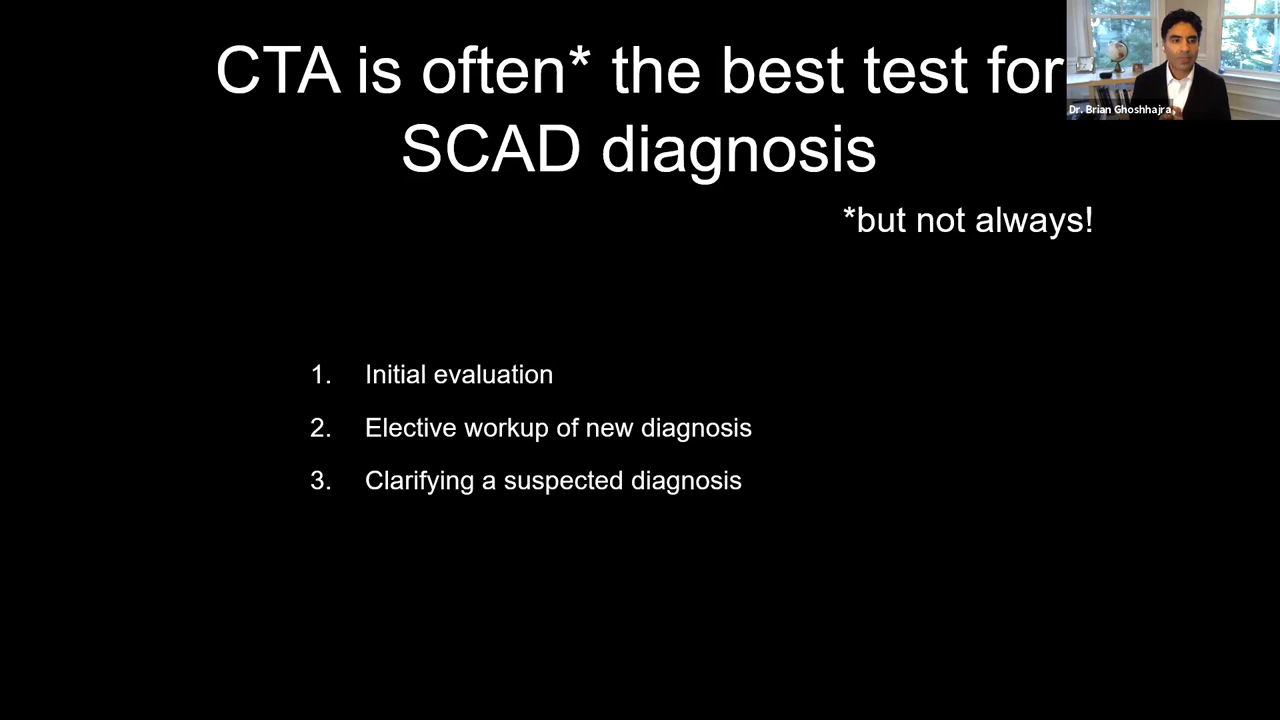 CTA is often* the best test for
SCAD diagnosis
*but not always!
Dr. Brian Ghoshhajra
1. Initial evaluation
2. Elective workup of new diagnosis
3. Clarifying a suspected diagnosis